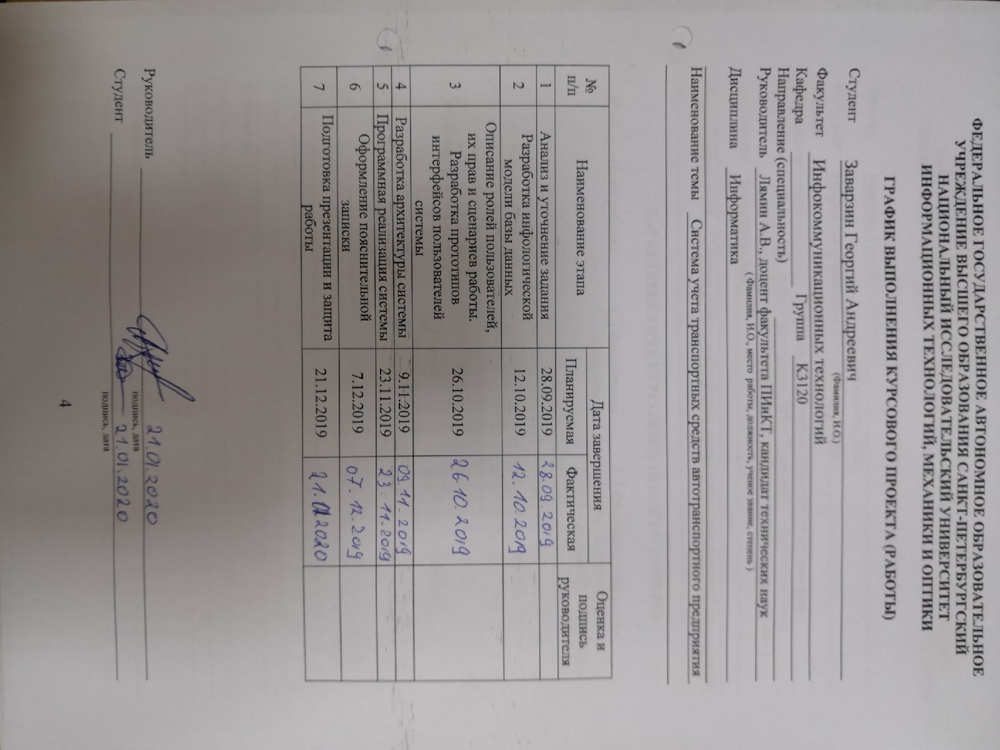 ФЕДЕРАЛЬНОЕ ГОСУДАРСТВЕННОЕ АВТОНОМНОЕ ОБРАЗОВАТЕЛЬНОЕ
УЧРЕЖДЕНИЕ ВЫСШЕГО ОБРАЗОВАНИЯ САНКТ-ПЕТЕРБУРГСКИЙ
НАЦИОНАЛЬНЫЙ ИССЛЕДОВАТЕЛЬСКИЙ УНИВЕРСИТЕТ
ИНФОРМАЦИОННЫХ ТЕХНОЛОГИЙ, МЕХАНИКИ И ОПТИКИ
ГРАФИК ВЫПОЛНЕНИЯ КУРСОВОГО ПРОЕКТА (РАБОТЫ)
Студент Заварзин Георгий Андреевич
(Фамилия, И.О.)
Факультет Инфокоммуникационных технологий
Кафедра Группа К3120
Направление (специальность)
Руководитель Лямин А.В., доцент факультета ПИиКТ, кандидат технических наук
(Фамилия, И.О., место работы, должность, ученое звание, степень)
Дисциплина Информатика
Наименование темы Система учета транспортных средств автотранспортного предприятия
№ п/п Наименование этапа Дата завершения Оценка и подпись руководителя
Планируемая Фактическая
1 Анализ и уточнение задания 28.09.2019 28.09.2019
2 Разработка инфологической 12.10.2019 12.10.2019
модели базы данных
3 Описание ролей пользователей, 26.10.2019 26.10.2019
их прав и сценариев работы.
Разработка прототипов
интерфейсов пользователей
системы
4 Разработка архитектуры системы 9.11.2019 09.11.2019
5 Программная реализация системы 23.11.2019 23.11.2019
6 Оформление пояснительной 7.12.2019 07.12.2019
записки
7 Подготовка презентации и защита 21.12.2019 21.01.2020
работы
Руководитель 21.01.2020
подпись, дата
Студент 21.01.2020
подпись, дата
4